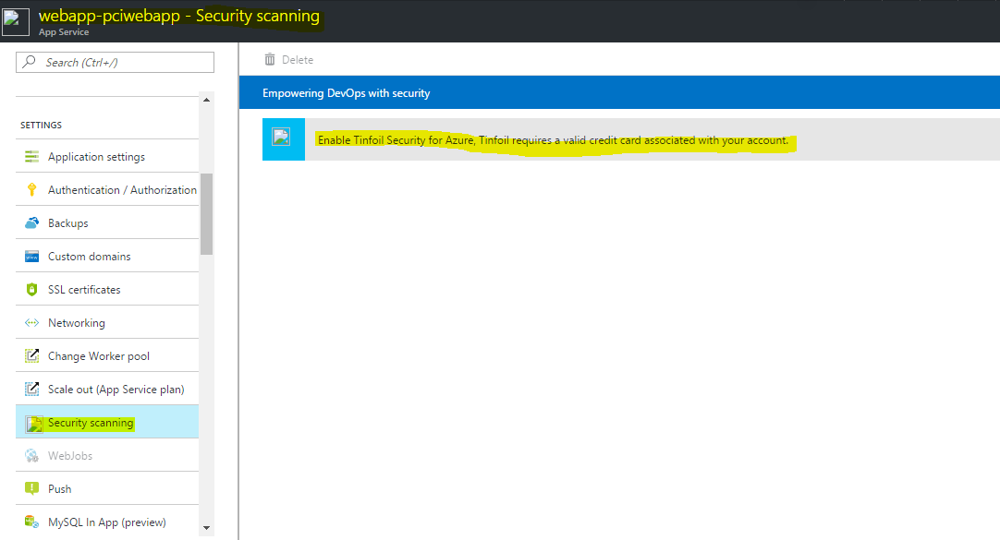 webapp-pciwebapp - Security scanning
App Service
Search (Ctrl+/)
SETTINGS
Application settings
Authentication / Authorization
Backups
Custom domains
SSL certificates
Networking
Change Worker pool
Scale out (App Service plan)
Security scanning
WebJobs
Push
MySQL In App (preview)
Delete
Empowering DevOps with security
Enable Tinfoil Security for Azure, Tinfoil requires a valid credit card associated with your account.